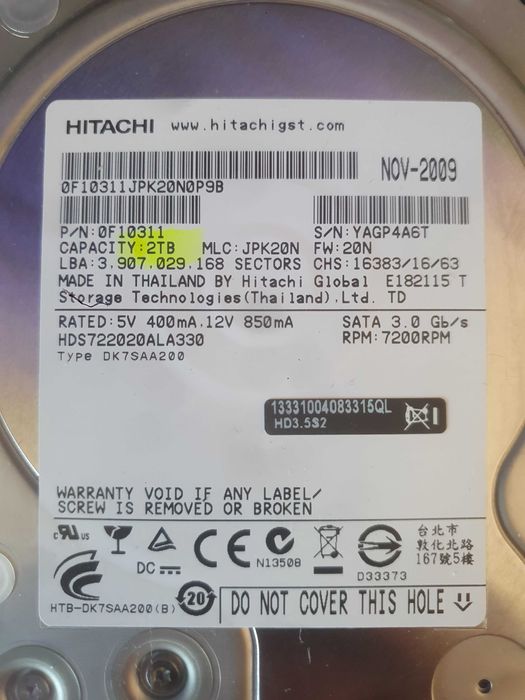 HITACHI www.hitachigst.com
NOV-2009
0F10311JPK20N0P9B
P/N:0F10311 S/N:YAGP4A6T
CAPACITY:2TB MLC:JPK20N FW:20N
LBA:3,907,029,168 SECTORS CHS:16383/16/63
MADE IN THAILAND BY Hitachi Global E182115 T
Storage Technologies(Thailand).Ltd. TD
RATED:5V 400mA.12V 850mA SATA 3.0 Gb/s
HDS722020ALA330 RPM:7200RPM
Type DK7SAA200
13331004083315QL
HD3.5S2
WARRANTY VOID IF ANY LABEL/
SCREW IS REMOVED OR BROKEN
c RU US
DC
CE
N13508
D33373
台北市
敦化北路
167號5樓
HTB-DK7SAA200(B)
20
DO NOT COVER THIS HOLE